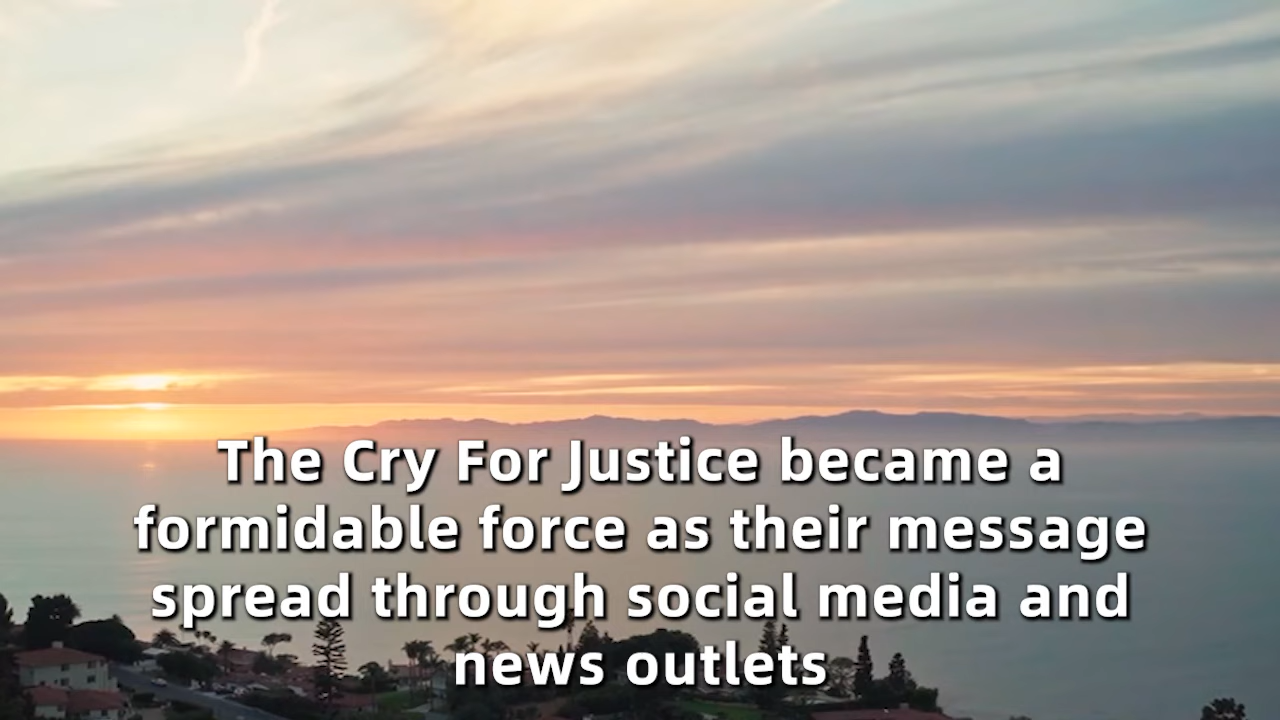 The Cry For Justice became a
formidable force as their message
spread through social media and
news outlets